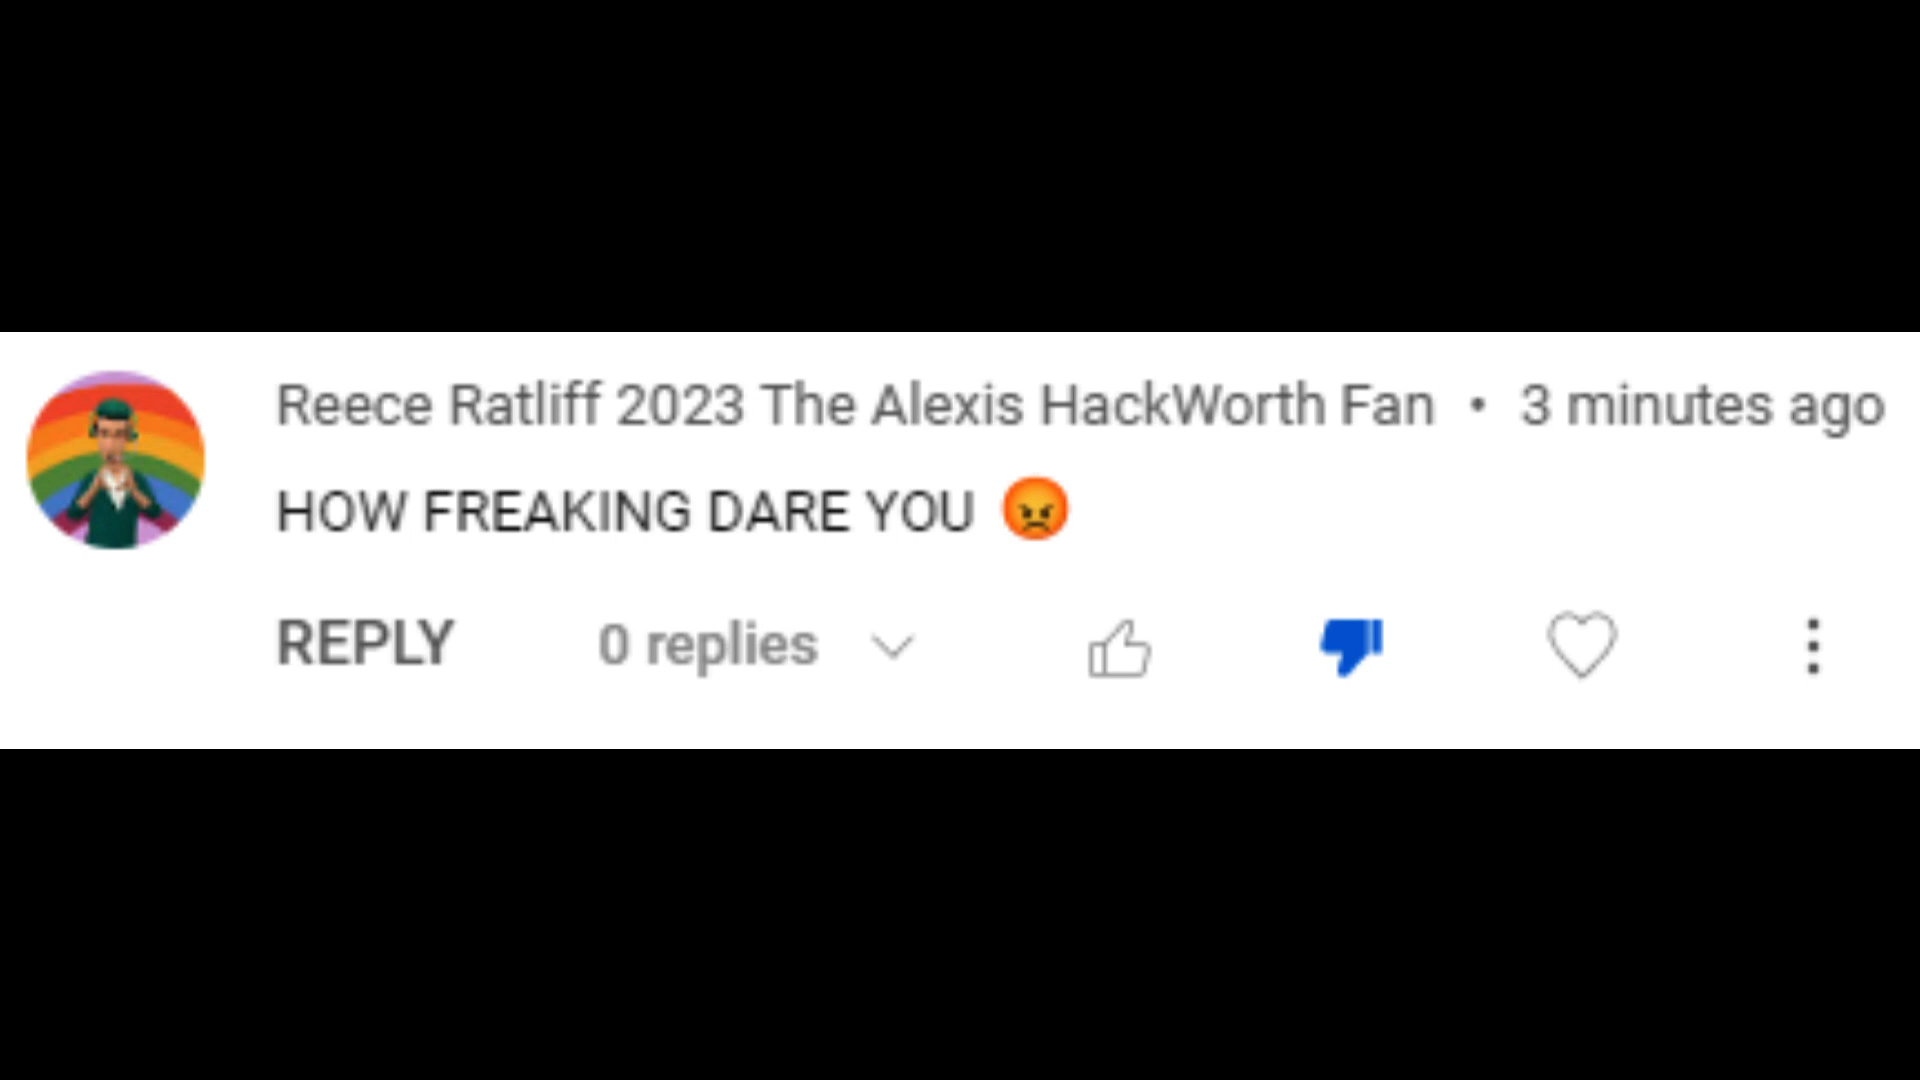 Reece Ratliff 2023 The Alexis HackWorth Fan • 3 minutes ago
HOW FREAKING DARE YOU 😡
REPLY 0 replies